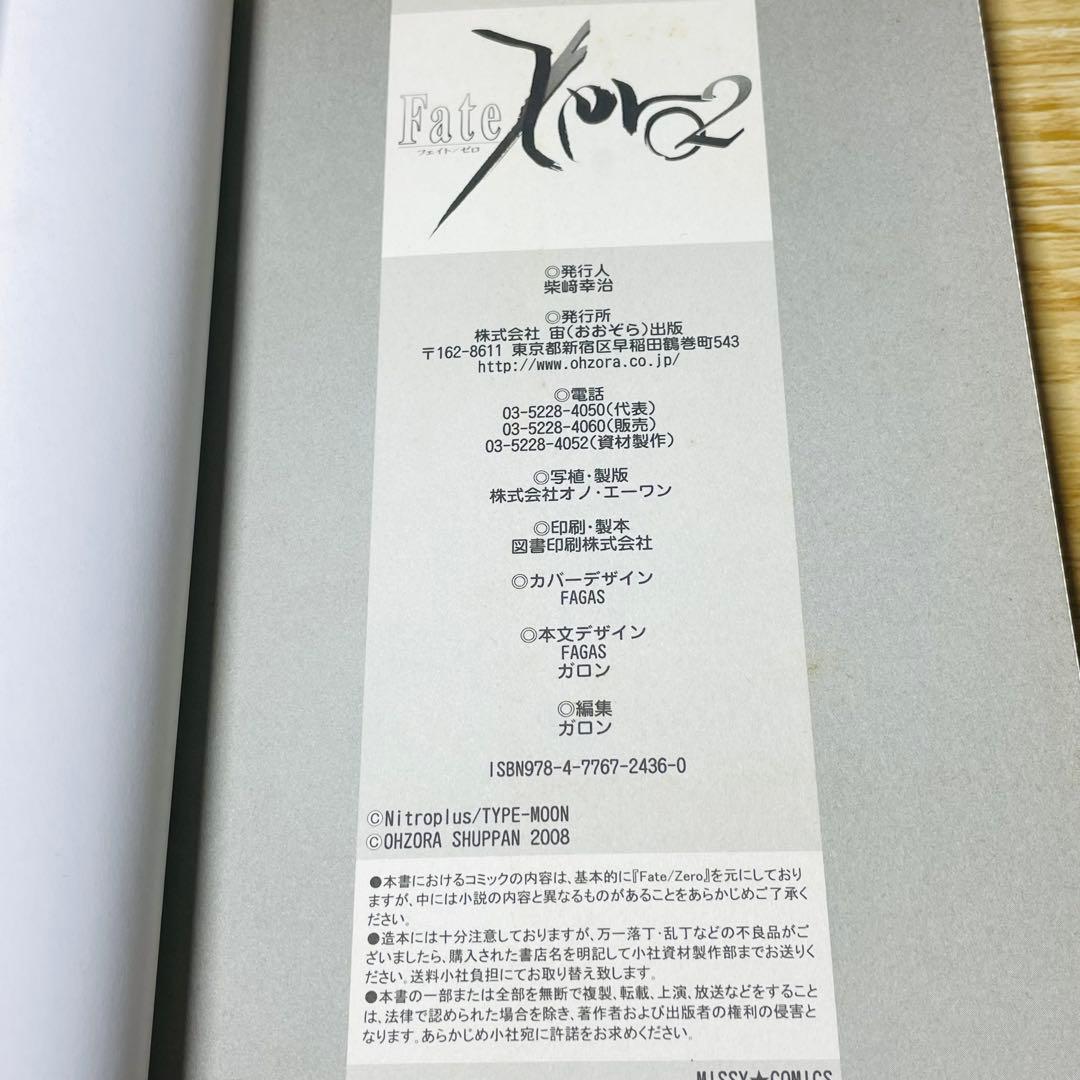 Fate Zero 2
フェイト/ゼロ
◎発行人
柴﨑幸治
◎発行所
株式会社 宙(おおぞら)出版
〒162-8611 東京都新宿区早稲田鶴巻町543
http://www.ohzora.co.jp/
◎電話
03-5228-4050(代表)
03-5228-4060(販売)
03-5228-4052(資材製作)
◎写植・製版
株式会社オノ・エーワン
◎印刷・製本
図書印刷株式会社
◎カバーデザイン
FAGAS
◎本文デザイン
FAGAS
ガロン
◎編集
ガロン
ISBN978-4-7767-2436-0
©Nitroplus/TYPE-MOON
©OHZORA SHUPPAN 2008
●本書におけるコミックの内容は、基本的に『Fate/Zero』を元にしており
ますが、中には小説の内容と異なるものがあることをあらかじめご了承く
ださい。
●造本には十分注意しておりますが、万一落丁・乱丁などの不良品がご
ざいましたら、購入された書店名を明記して小社資材製作部までお送りく
ださい。送料小社負担にてお取り替え致します。
●本書の一部または全部を無断で複製、転載、上演、放送などをすること
は、法律で認められた場合を除き、著作者および出版者の権利の侵害と
なります。あらかじめ小社宛に許諾をお求めください。
MISSY★COMICS